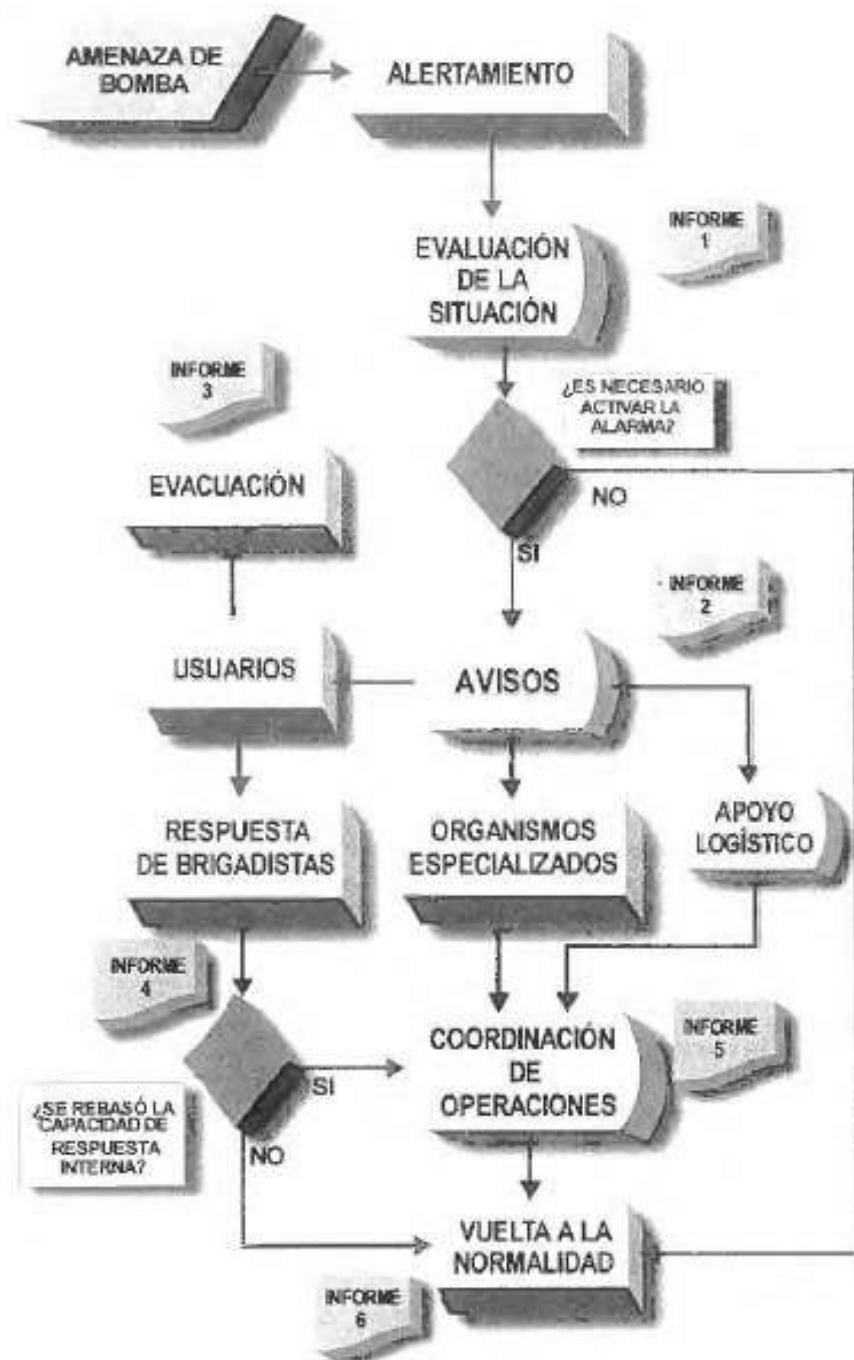 AMENAZA DE
BOMBA
ALERTAMIENTO
EVALUACIÓN
DE LA
SITUACIÓN
INFORME
1
INFORME
3
¿ES NECESARIO
ACTIVAR LA
ALARMA?
EVACUACIÓN
NO
SI
INFORME
2
USUARIOS
AVISOS
RESPUESTA
DE BRIGADISTAS
ORGANISMOS
ESPECIALIZADOS
APOYO
LOGÍSTICO
INFORME
4
COORDINACIÓN
DE
OPERACIONES
INFORME
5
SI
¿SE REBASÓ LA
CAPACIDAD DE
RESPUESTA
INTERNA?
NO
VUELTA A LA
NORMALIDAD
INFORME
6